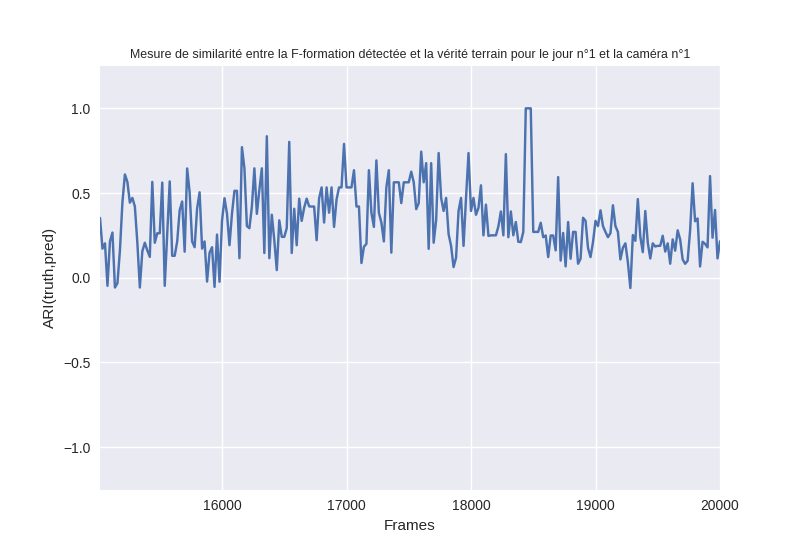 Mesure de similarité entre la F-formation détectée et la vérité terrain pour le jour n°1 et la caméra n°1
1.0
0.5
0.0
−0.5
−1.0
ARI(truth,pred)
16000 17000 18000 19000 20000
Frames